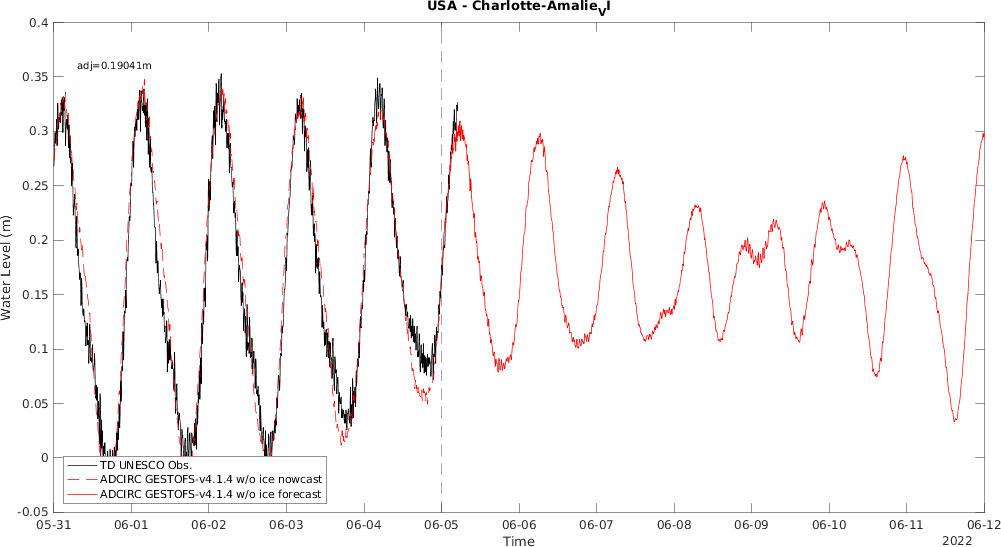 USA - Charlotte-Amalie_VI
0.4
0.35
0.3
0.25
0.2
0.15
0.1
0.05
0
-0.05
Water Level (m)
adj=0.19041m
TD UNESCO Obs.
ADCIRC GESTOFS-v4.1.4 w/o ice nowcast
ADCIRC GESTOFS-v4.1.4 w/o ice forecast
05-31 06-01 06-02 06-03 06-04 06-05 06-06 06-07 06-08 06-09 06-10 06-11 06-12
Time
2022